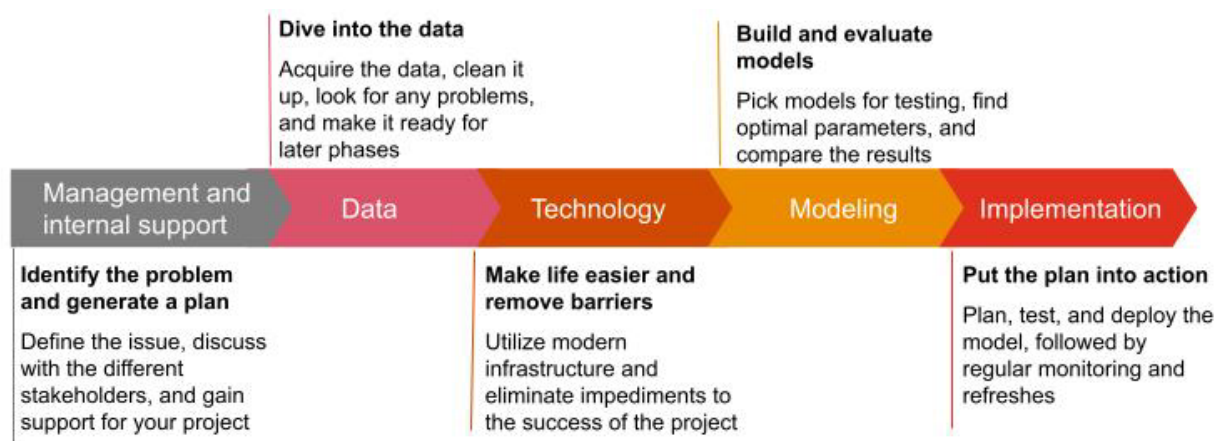 Dive into the data
Acquire the data, clean it
up, look for any problems,
and make it ready for
later phases
Build and evaluate
models
Pick models for testing, find
optimal parameters, and
compare the results
Management and
internal support
Data
Technology
Modeling
Implementation
Identify the problem
and generate a plan
Define the issue, discuss
with the different
stakeholders, and gain
support for your project
Make life easier and
remove barriers
Utilize modern
infrastructure and
eliminate impediments to
the success of the project
Put the plan into action
Plan, test, and deploy the
model, followed by
regular monitoring and
refreshes